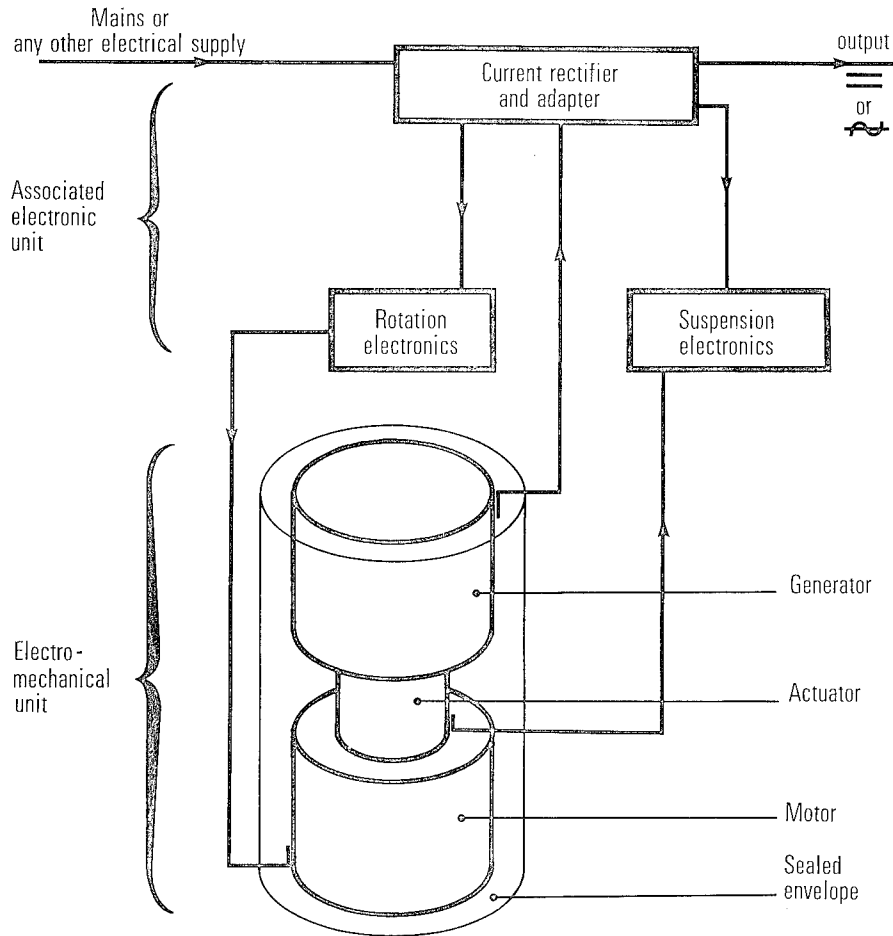 Mains or
any other electrical supply
output
Current rectifier
and adapter
or
Associated
electronic
unit
Rotation
electronics
Suspension
electronics
Generator
Electro-
mechanical
unit
Actuator
Motor
Sealed
envelope